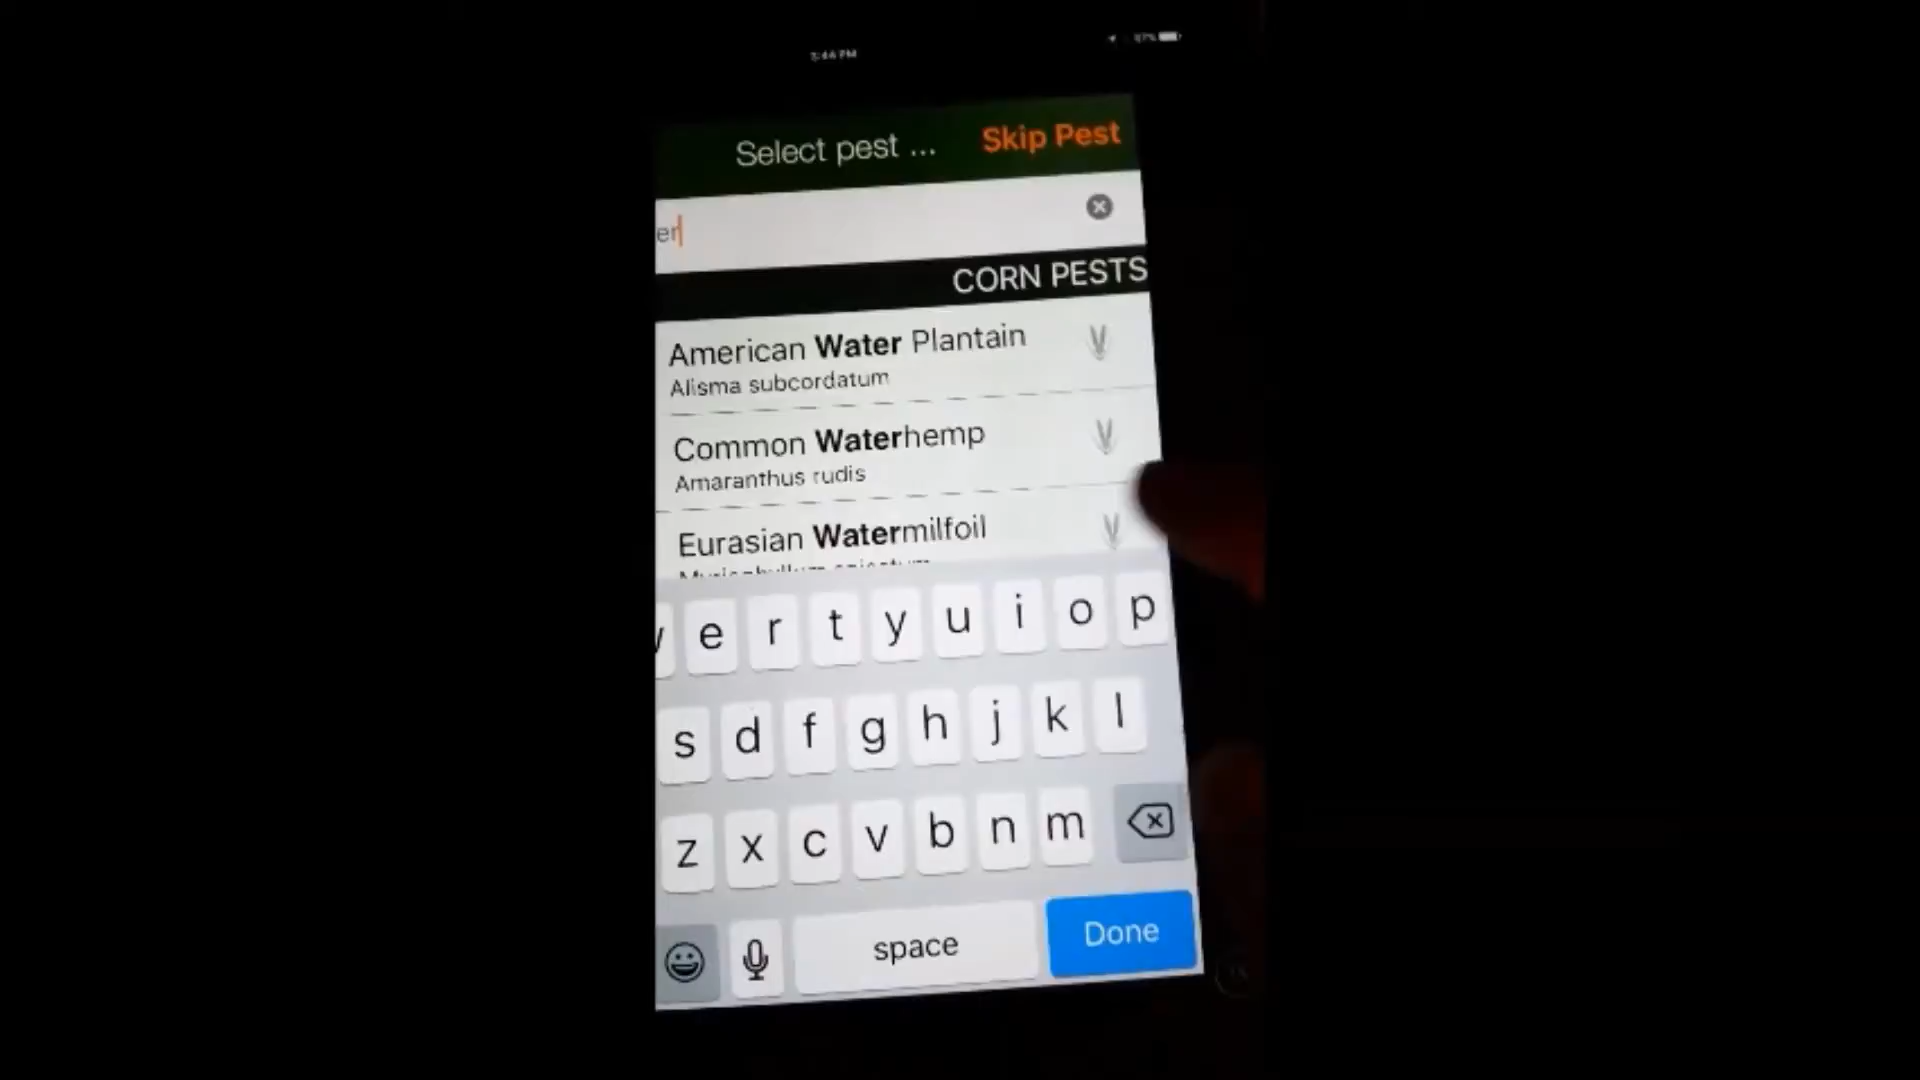 Select pest ...
Skip Pest
er
CORN PESTS
American Water Plantain
Alisma subcordatum
Common Waterhemp
Amaranthus rudis
Eurasian Watermilfoil
e r t y u i o p
s d f g h j k l
z x c v b n m
space
Done